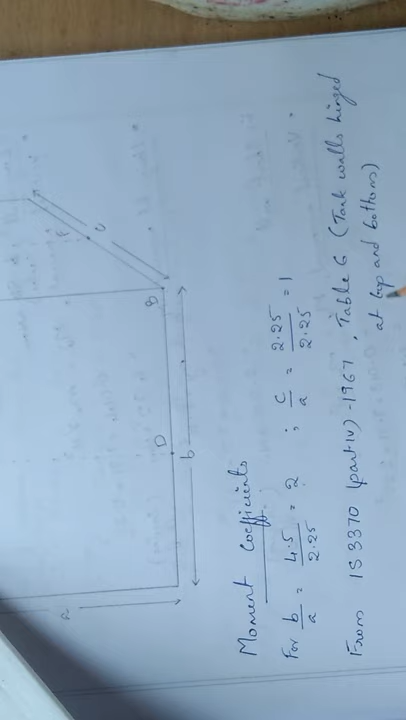 a
b
D
B
c
E
Moment Coefficients
For b/a = 4.5/2.25 = 2 ; c/a = 2.25/2.25 = 1
From IS 3370 (part IV) - 1967, Table 6 (Tank walls hinged
at top and bottom)